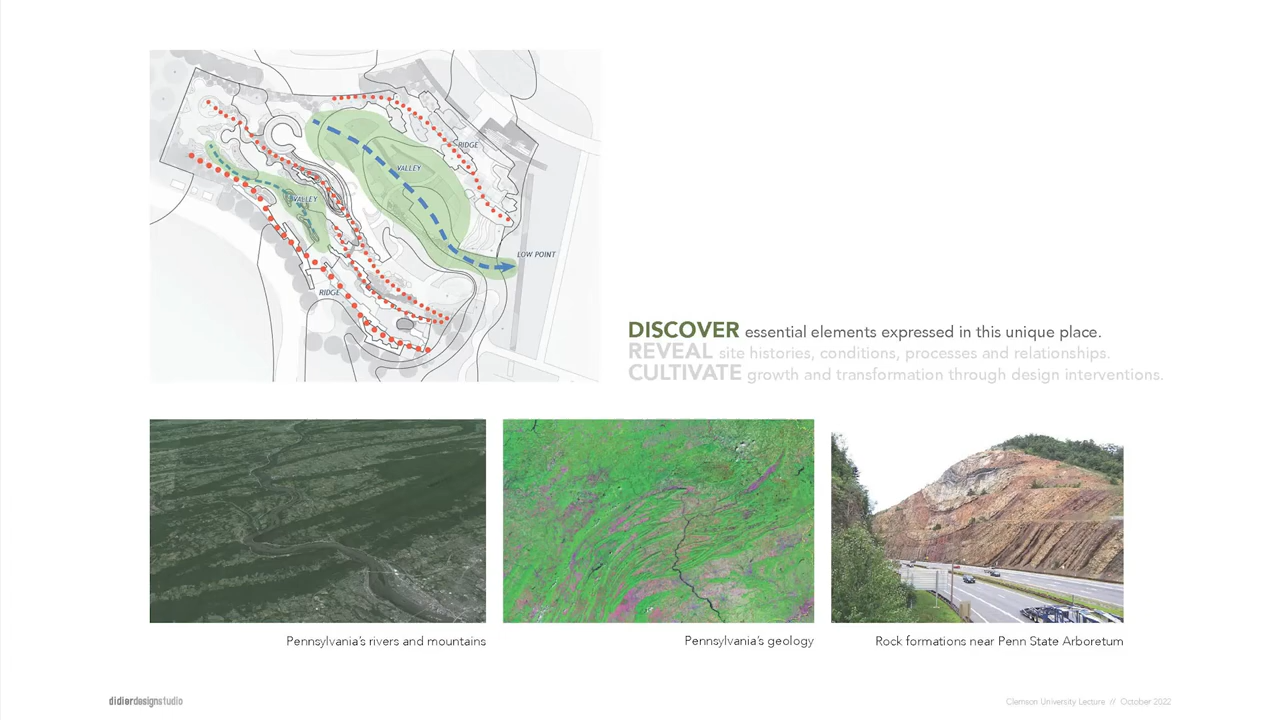 RIDGE
VALLEY
VALLEY
LOW POINT
RIDGE
DISCOVER essential elements expressed in this unique place.
REVEAL site histories, conditions, processes and relationships.
CULTIVATE growth and transformation through design interventions.
Pennsylvania's rivers and mountains
Pennsylvania's geology
Rock formations near Penn State Arboretum
didierdesignstudio
Clemson University Lecture // October 2022